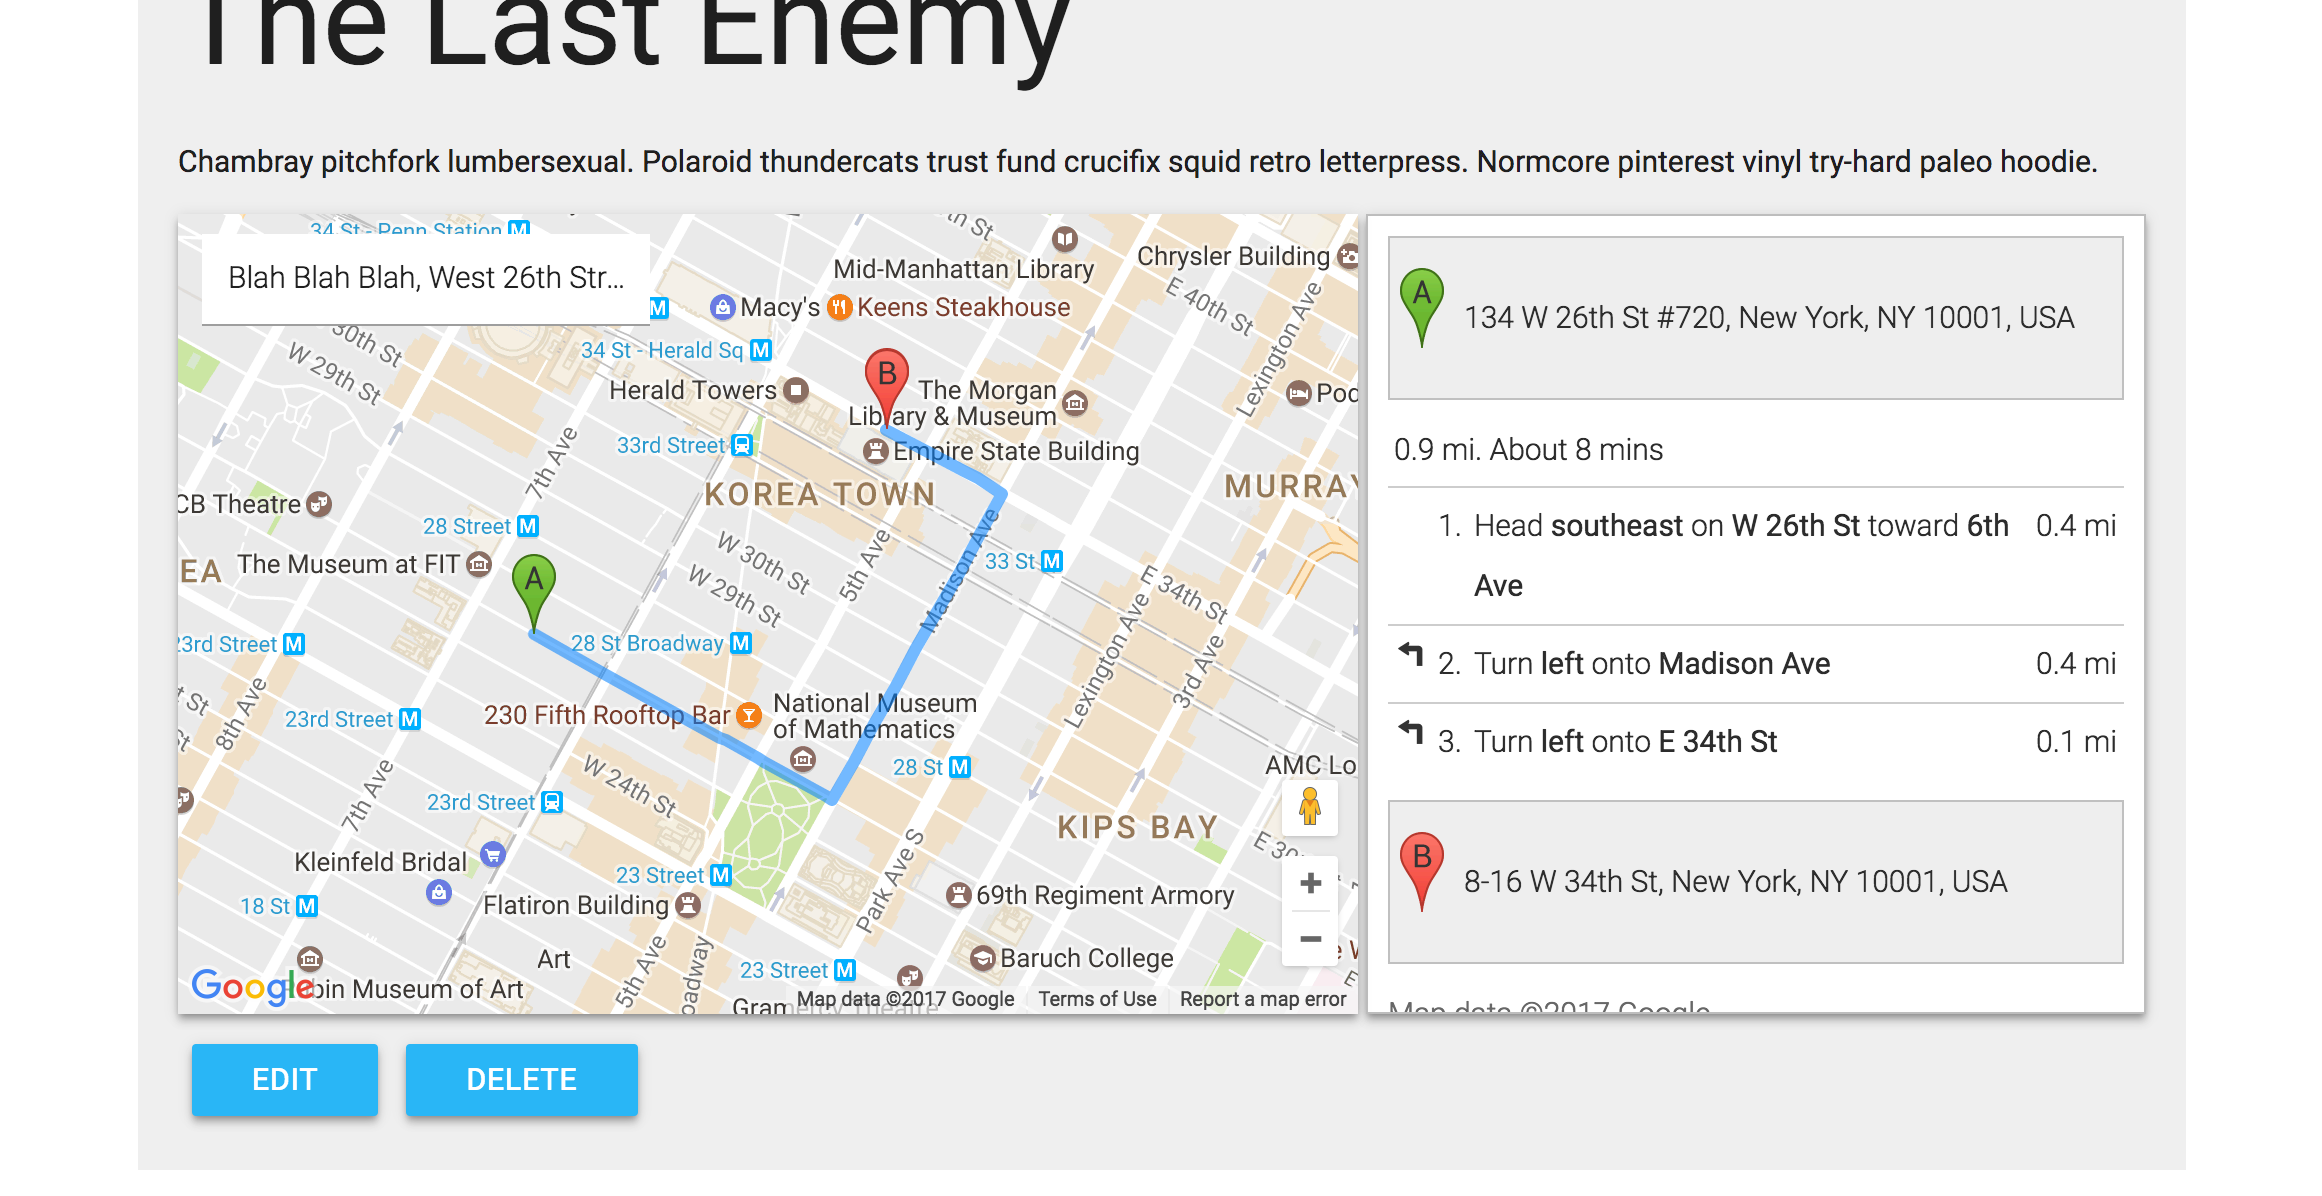 The Last Enemy
Chambray pitchfork lumbersexual. Polaroid thundercats trust fund crucifix squid retro letterpress. Normcore pinterest vinyl try-hard paleo hoodie.
34 St - Penn Station M
Blah Blah Blah, West 26th Str...
M
Mid-Manhattan Library
Chrysler Building
Macy's
Keens Steakhouse
E 40th St
Lexington Ave
30th St
W 29th St
34 St - Herald Sq M
Herald Towers
B
The Morgan
Library & Museum
Pod
33rd Street
Empire State Building
7th Ave
KOREA TOWN
MURRAY
CB Theatre
28 Street M
Madison Ave
W 30th St
5th Ave
33 St M
The Museum at FIT
EA
A
W 29th St
E 34th St
Lexington Ave
3rd Ave
23rd Street M
28 St Broadway M
8th Ave
23rd Street M
230 Fifth Rooftop Bar
National Museum
of Mathematics
28 St M
AMC Lo
W 24th St
7th Ave
23rd Street
KIPS BAY
Kleinfeld Bridal
23 Street M
Park Ave S
69th Regiment Armory
18 St M
Flatiron Building
Art
5th Ave
oadway
23 Street M
Baruch College
Google
bin Museum of Art
Gramercy Theatre
Map data ©2017 Google
Terms of Use
Report a map error
+
−
A 134 W 26th St #720, New York, NY 10001, USA
0.9 mi. About 8 mins
1. Head southeast on W 26th St toward 6th 0.4 mi
Ave
2. Turn left onto Madison Ave 0.4 mi
3. Turn left onto E 34th St 0.1 mi
B 8-16 W 34th St, New York, NY 10001, USA
Map data ©2017 Google
EDIT
DELETE